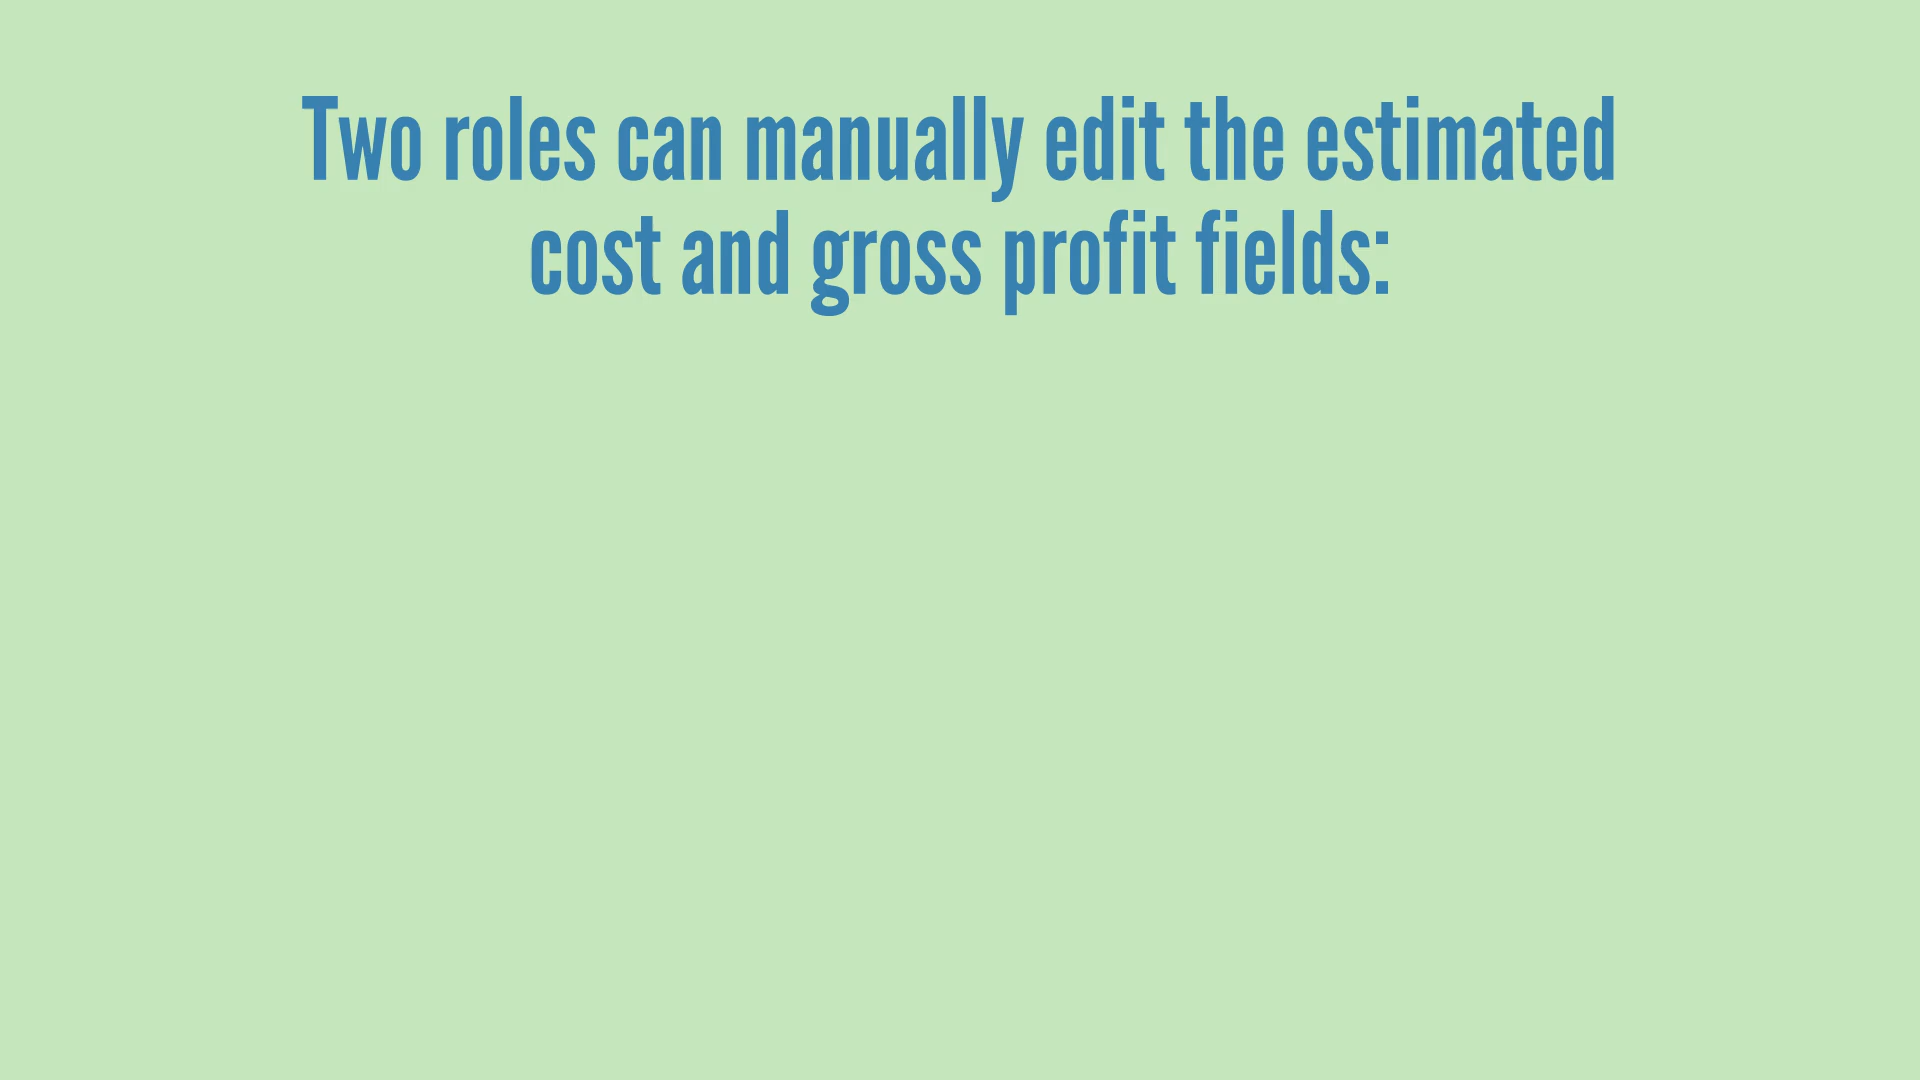 Two roles can manually edit the estimated
cost and gross profit fields: